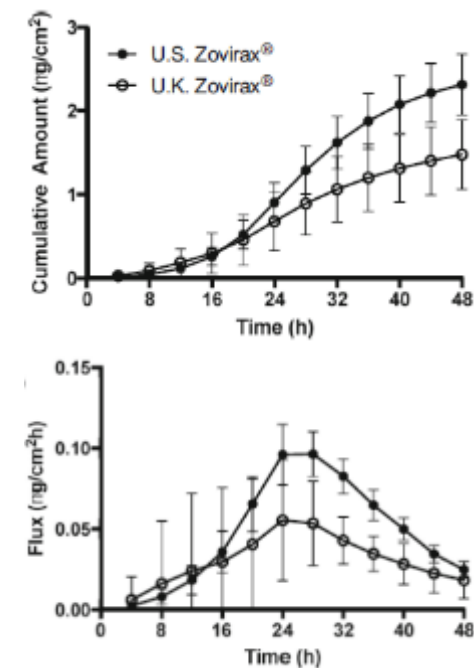 3
U.S. Zovirax®
U.K. Zovirax®
2
1
0
Cumulative Amount (ng/cm²)
0 8 16 24 32 40 48
Time (h)
0.15
0.10
0.05
0.00
Flux (ng/cm²h)
0 8 16 24 32 40 48
Time (h)